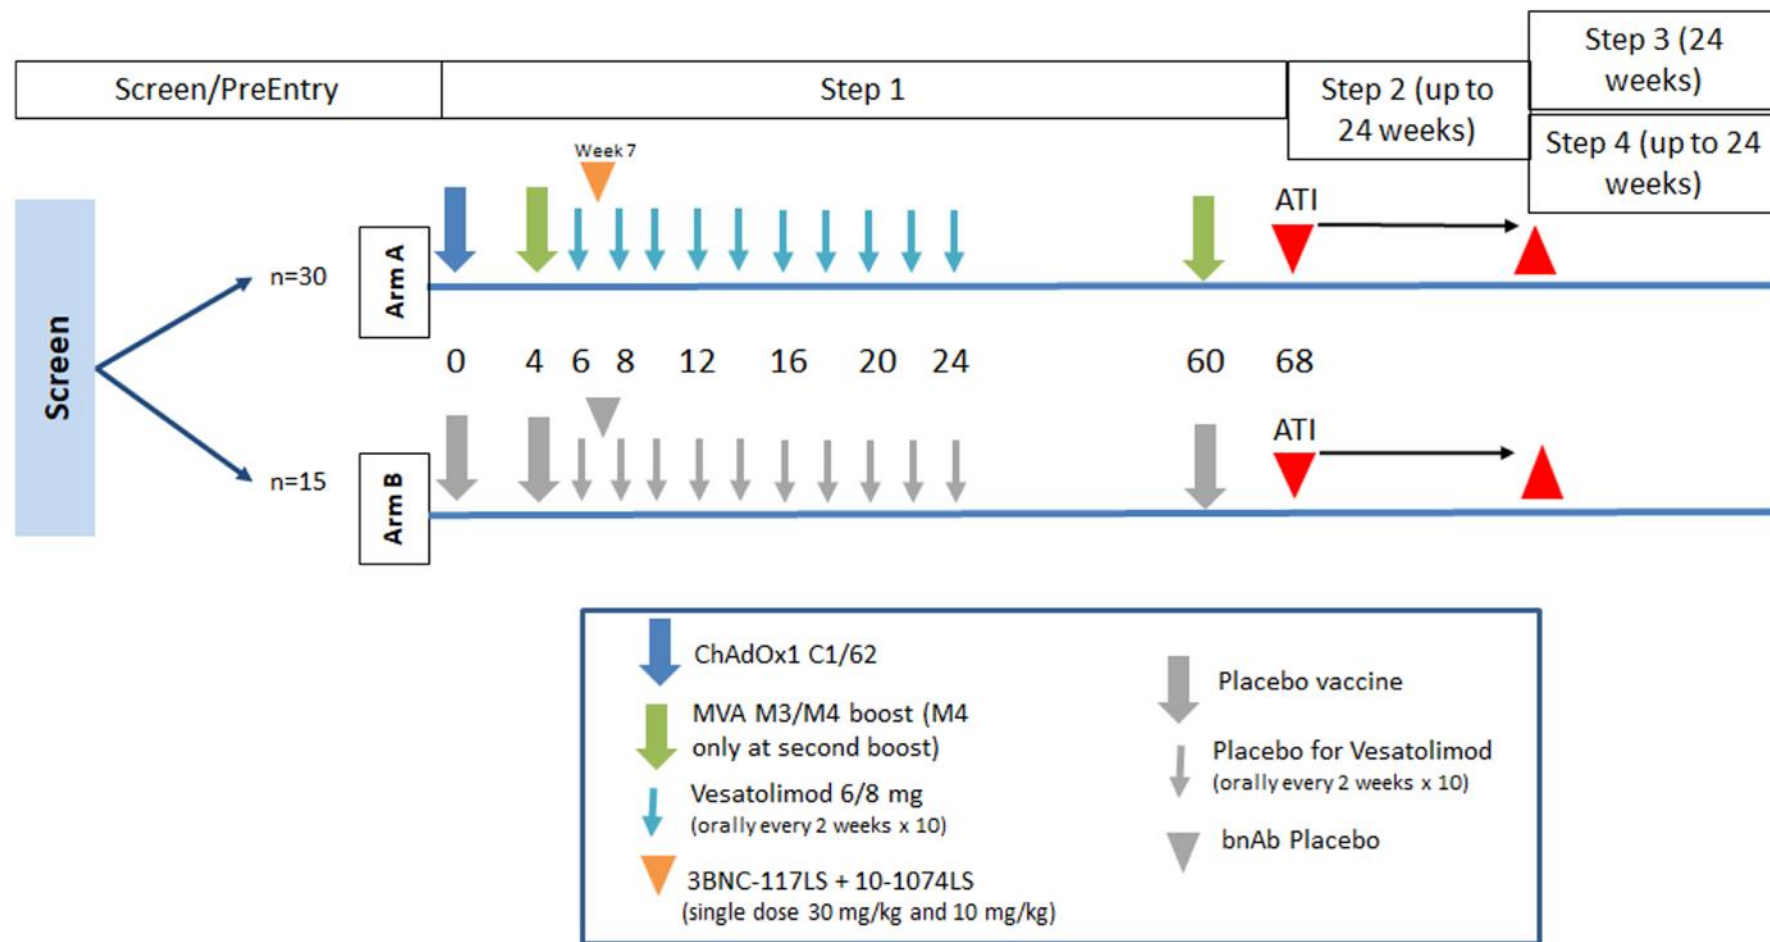 Screen/PreEntry
Step 1
Step 2 (up to
24 weeks)
Step 3 (24
weeks)
Step 4 (up to 24
weeks)
Week 7
ATI
Screen
n=30
Arm A
0 4 6 8 12 16 20 24 60 68
ATI
n=15
Arm B
ChAdOx1 C1/62
MVA M3/M4 boost (M4
only at second boost)
Vesatolimod 6/8 mg
(orally every 2 weeks x 10)
3BNC-117LS + 10-1074LS
(single dose 30 mg/kg and 10 mg/kg)
Placebo vaccine
Placebo for Vesatolimod
(orally every 2 weeks x 10)
bnAb Placebo